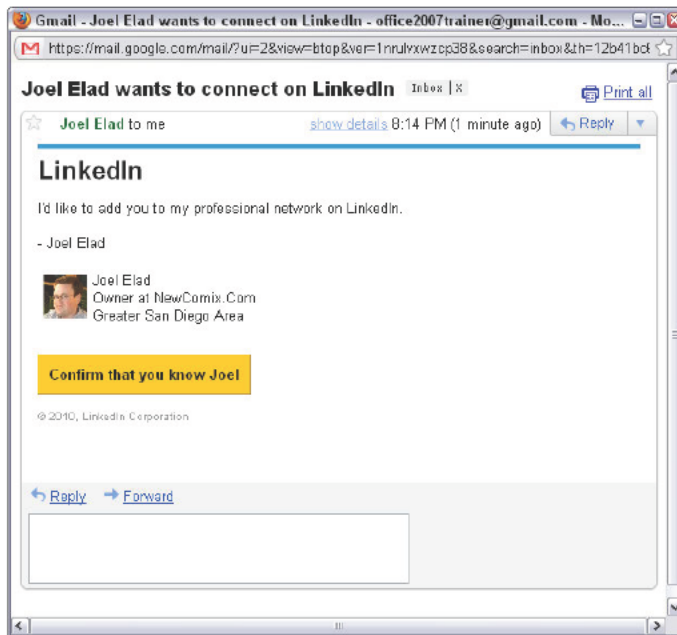 Gmail - Joel Elad wants to connect on LinkedIn - office2007trainer@gmail.com - Mo...
https://mail.google.com/mail/?ui=2&view=btop&ver=1nrulvxwzcp38&search=inbox&th=12b41bc
Joel Elad wants to connect on LinkedIn Inbox | X
Print all
Joel Elad to me show details 8:14 PM (1 minute ago) Reply
LinkedIn
I'd like to add you to my professional network on LinkedIn.
- Joel Elad
Joel Elad
Owner at NewComix.Com
Greater San Diego Area
Confirm that you know Joel
© 2010, LinkedIn Corporation
Reply Forward